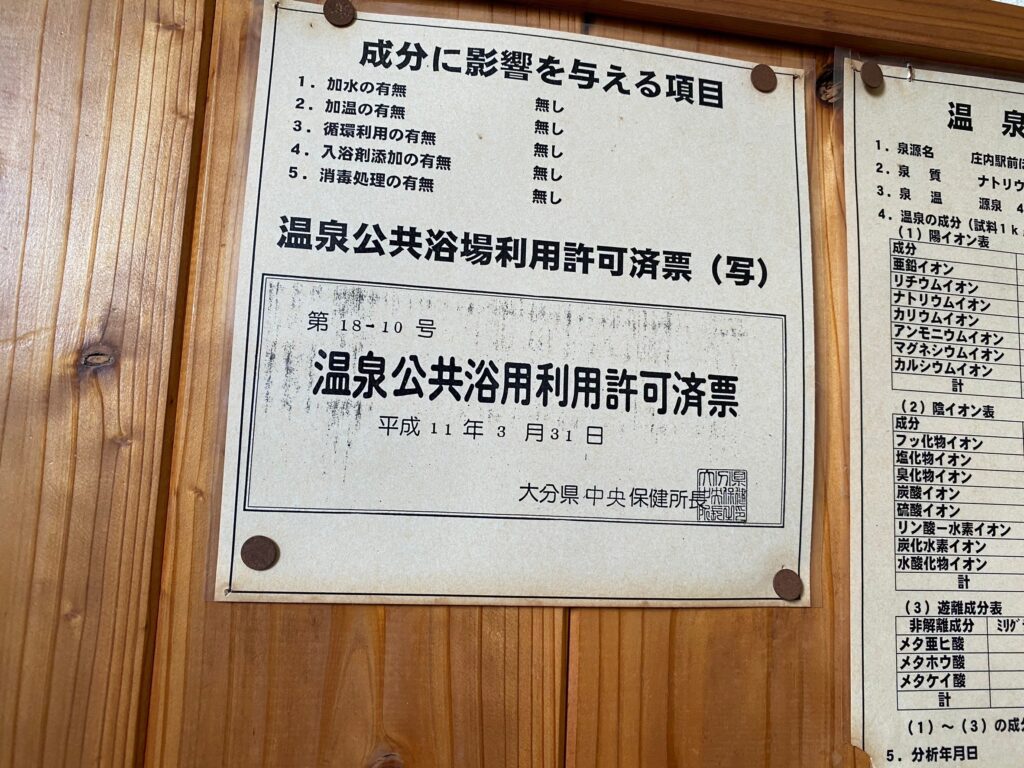 成分に影響を与える項目
1．加水の有無 無し
2．加温の有無 無し
3．循環利用の有無 無し
4．入浴剤添加の有無 無し
5．消毒処理の有無 無し
温泉公共浴場利用許可済票（写）
第 18-10 号
温泉公共浴用利用許可済票
平成 11 年 3 月 31 日
大分県中央保健所長
温泉
1．泉源名 庄内駅前
2．泉質 ナトリウ
3．泉温 源泉 4
4．温泉の成分（試料1k
（1）陽イオン表
成分
亜鉛イオン
リチウムイオン
ナトリウムイオン
カリウムイオン
アンモニウムイオン
マグネシウムイオン
カルシウムイオン
計
（2）陰イオン表
成分
フッ化物イオン
塩化物イオン
臭化物イオン
炭酸イオン
硫酸イオン
リン酸一水素イオン
炭化水素イオン
水酸化物イオン
計
（3）遊離成分表
非解離成分 ミリグ
メタ亜ヒ酸
メタホウ酸
メタケイ酸
計
（1）～（3）の成
5．分析年月日